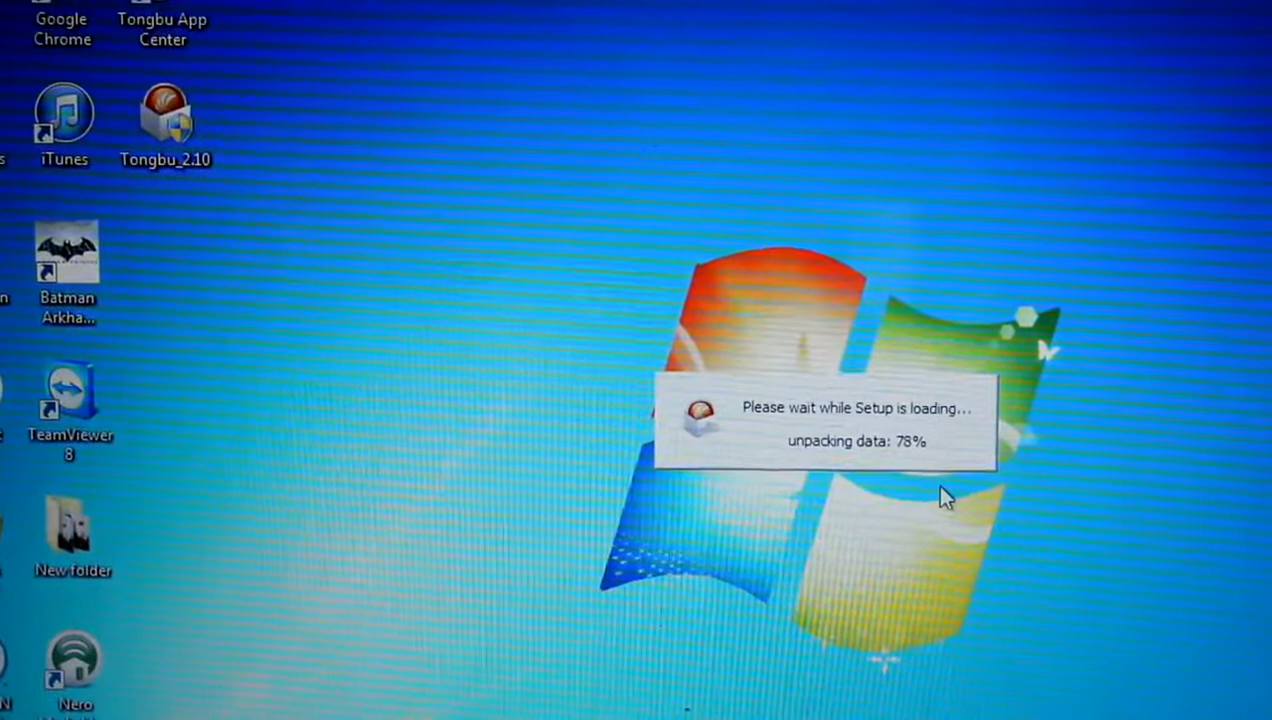 Google
Chrome
Tongbu App
Center
iTunes
Tongbu_2.10
Batman
Arkha...
TeamViewer
8
New folder
Nero
Please wait while Setup is loading...
unpacking data: 78%